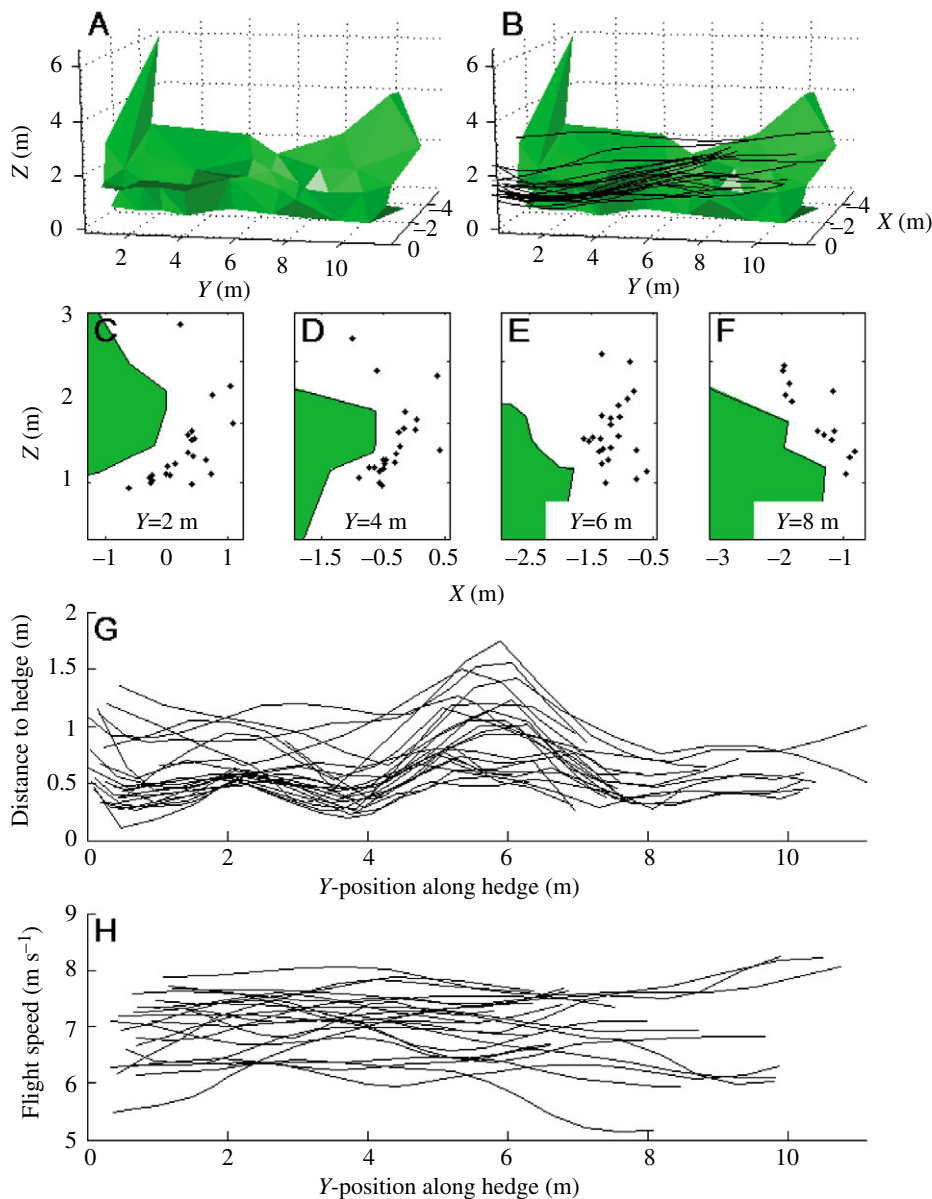 A B
6 6
4 4
Z (m)
2 2
0 0
–4 –2 0 X (m)
2 4 6 8 10 2 4 6 8 10
Y (m) Y (m)
3 C D E F
2
Z (m)
1
Y=2 m Y=4 m Y=6 m Y=8 m
–1 0 1 –1.5 –0.5 0.5 –2.5 –1.5 –0.5 –3 –2 –1
X (m)
2 G
1.5
Distance to hedge (m)
1
0.5
0
0 2 4 6 8 10
Y-position along hedge (m)
9 H
8
Flight speed (m s⁻¹)
7
6
5
0 2 4 6 8 10
Y-position along hedge (m)